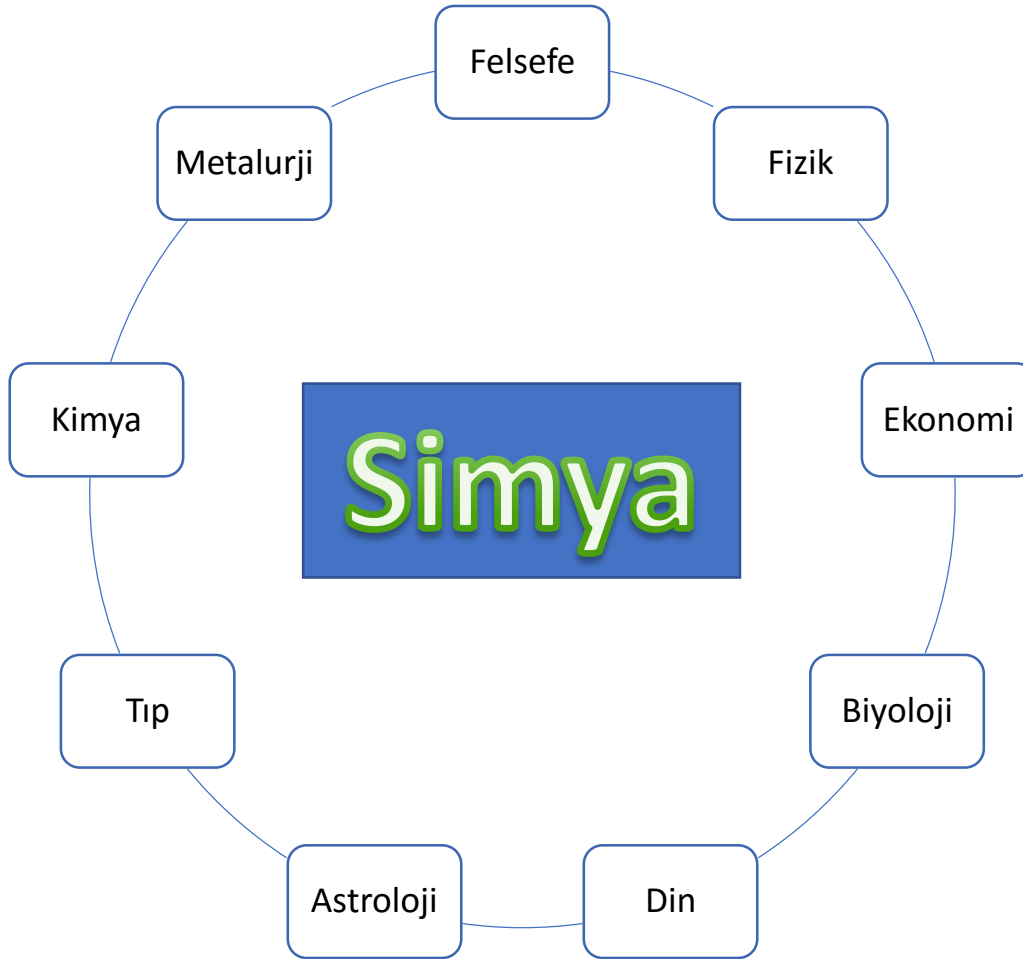 Felsefe
Metalurji
Fizik
Kimya
Simya
Ekonomi
Tıp
Biyoloji
Astroloji
Din